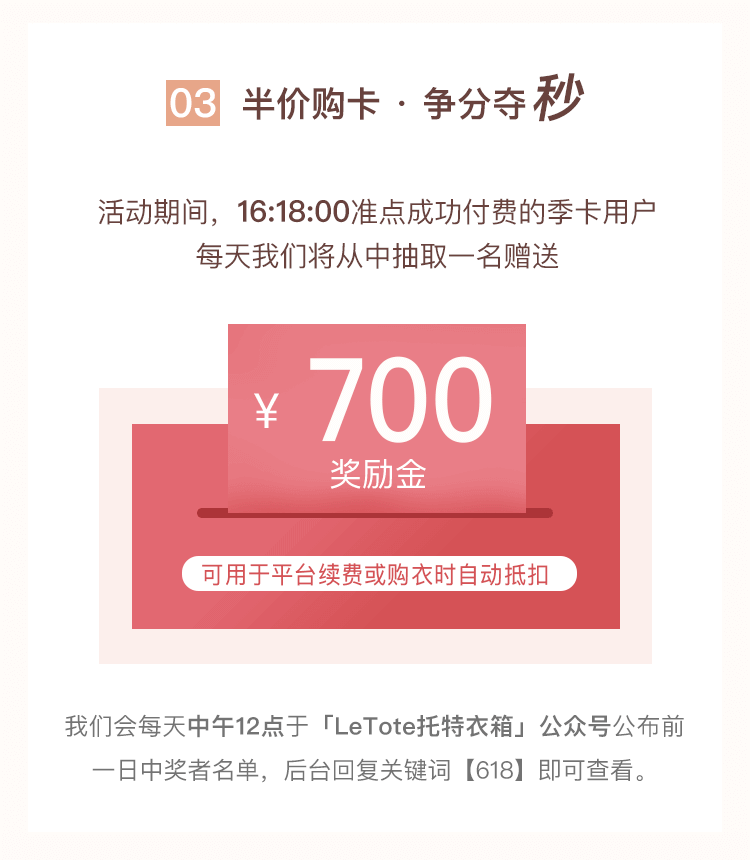 03 半价购卡 · 争分夺秒
活动期间，16:18:00准点成功付费的季卡用户
每天我们将从中抽取一名赠送
¥ 700
奖励金
可用于平台续费或购衣时自动抵扣
我们会每天中午12点于「LeTote托特衣箱」公众号公布前
一日中奖者名单，后台回复关键词【618】即可查看。